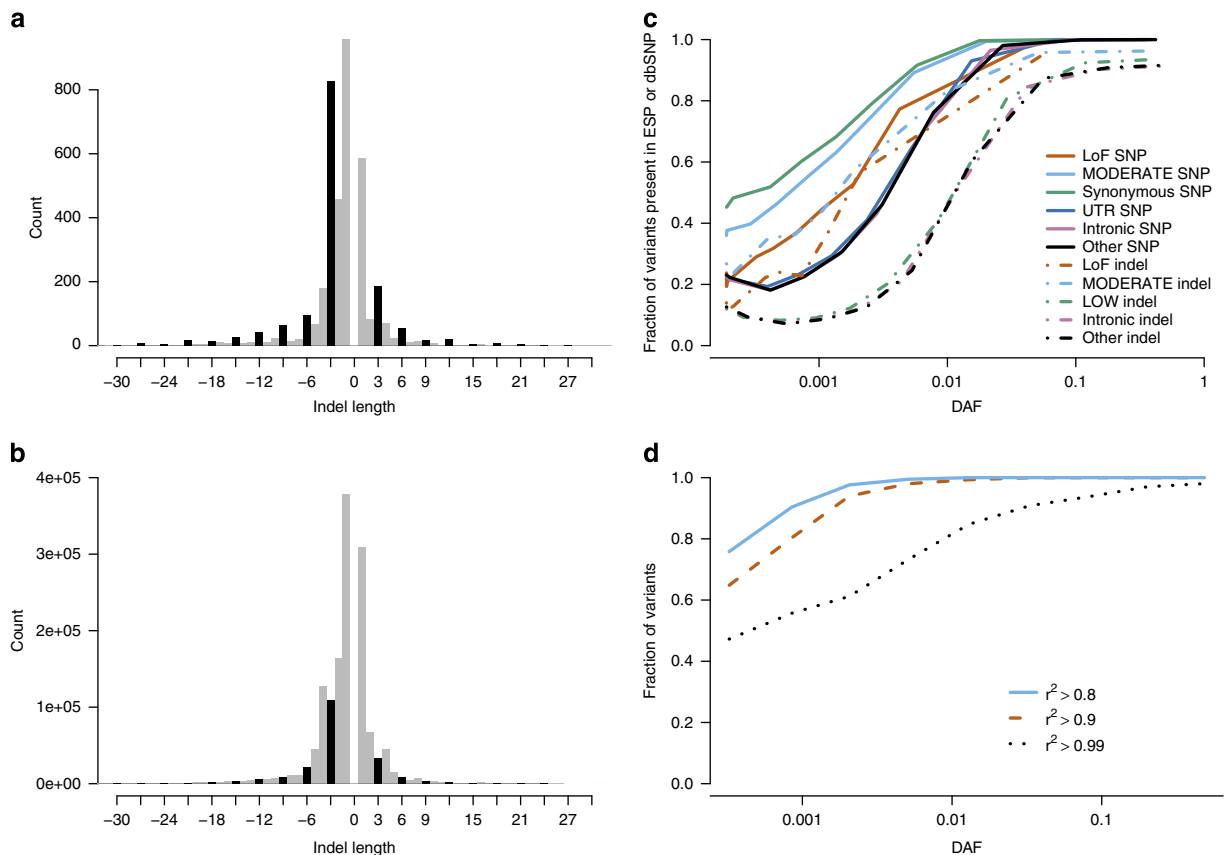 a
Count
800
600
400
200
0
−30 −24 −18 −12 −6 0 3 6 9 15 21 27
Indel length
b
Count
4e+05
3e+05
2e+05
1e+05
0e+00
−30 −24 −18 −12 −6 0 3 6 9 15 21 27
Indel length
c
Fraction of variants present in ESP or dbSNP
1.0
0.8
0.6
0.4
0.2
0.0
LoF SNP
MODERATE SNP
Synonymous SNP
UTR SNP
Intronic SNP
Other SNP
LoF indel
MODERATE indel
LOW indel
Intronic indel
Other indel
0.001 0.01 0.1 1
DAF
d
Fraction of variants
1.0
0.8
0.6
0.4
0.2
0.0
r² > 0.8
r² > 0.9
r² > 0.99
0.001 0.01 0.1
DAF